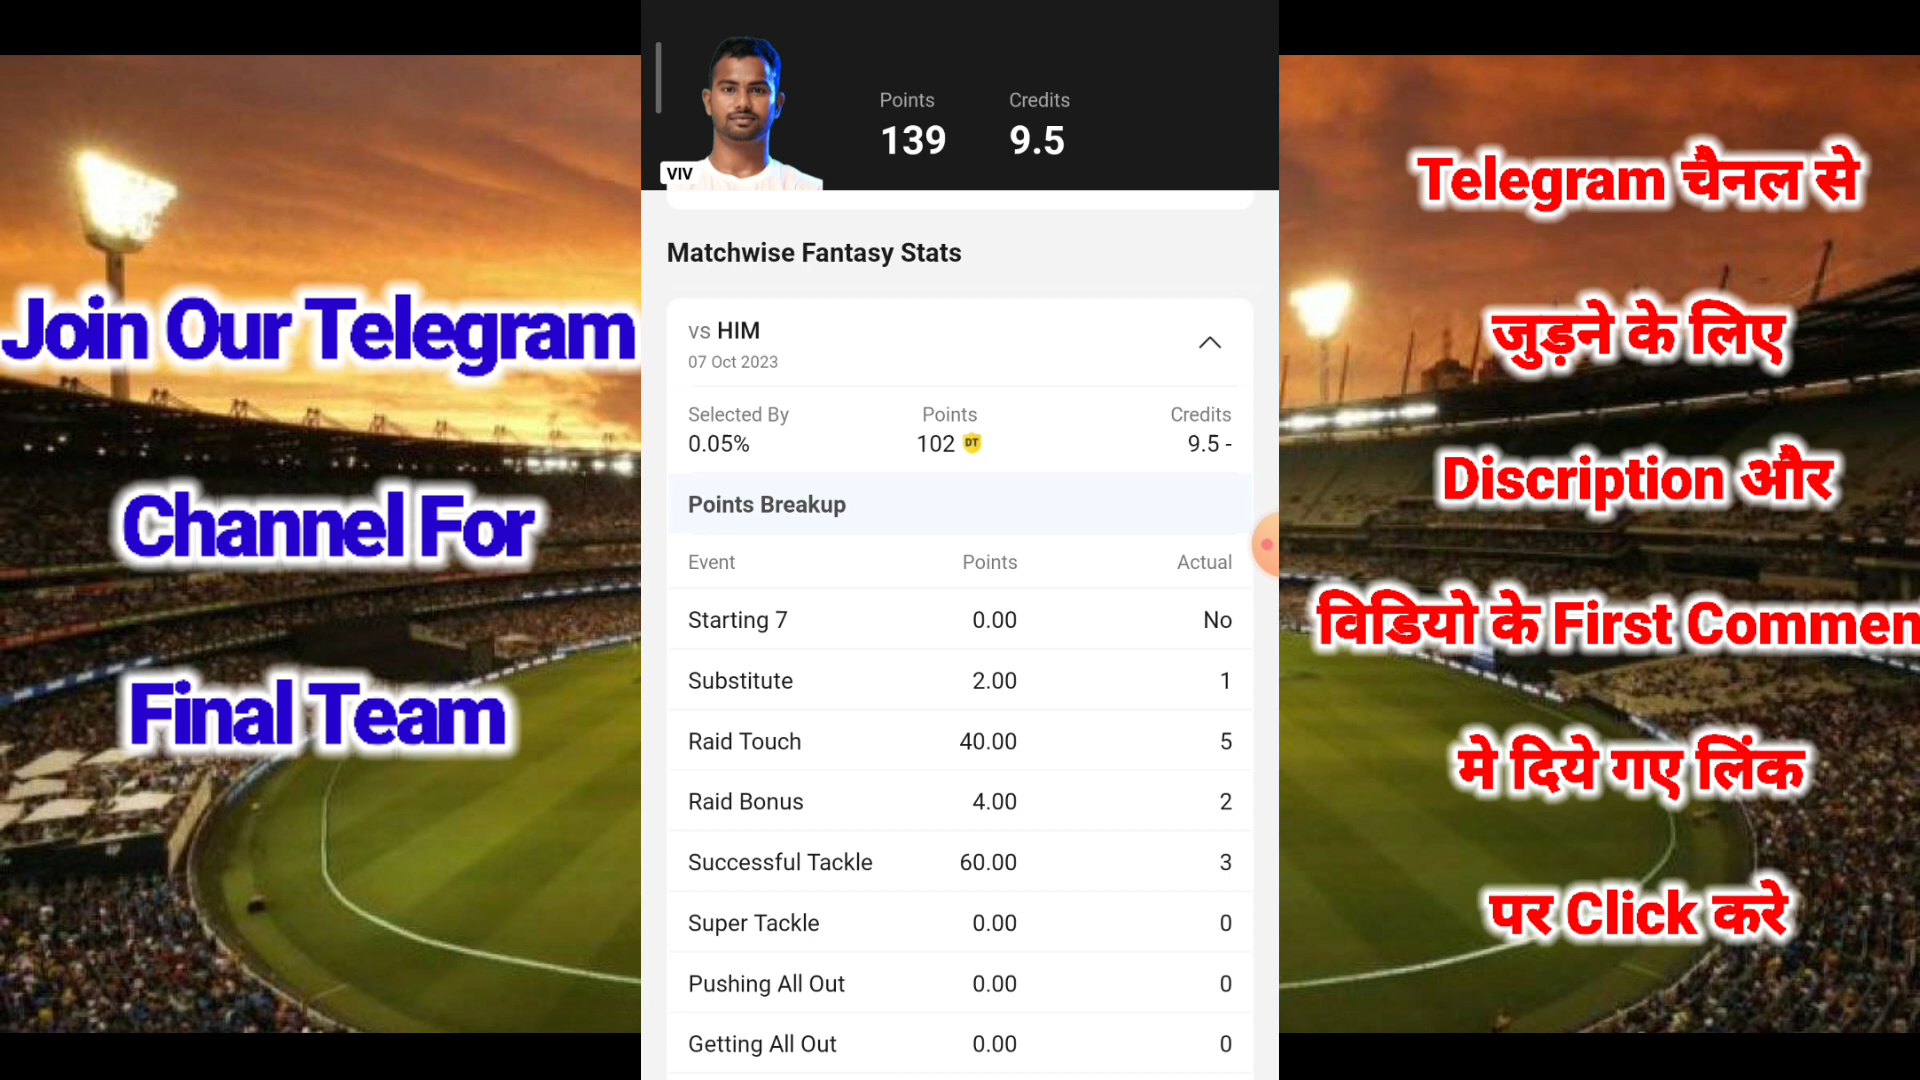 Join Our Telegram
Channel For
Final Team
Points
Credits
139
9.5
VIV
Matchwise Fantasy Stats
vs HIM
07 Oct 2023
Selected By
Points
Credits
0.05%
102 DT
9.5 -
Points Breakup
Event
Points
Actual
Starting 7
0.00
No
Substitute
2.00
1
Raid Touch
40.00
5
Raid Bonus
4.00
2
Successful Tackle
60.00
3
Super Tackle
0.00
0
Pushing All Out
0.00
0
Getting All Out
0.00
0
Telegram चैनल से
जुड़ने के लिए
Discription और
विडियो के First Commen
मे दिये गए लिंक
पर Click करे